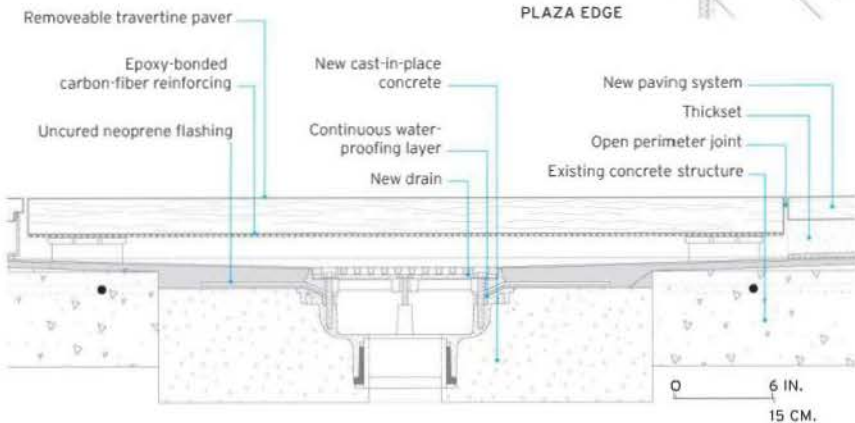 PLAZA EDGE
Removeable travertine paver
Epoxy-bonded
carbon-fiber reinforcing
Uncured neoprene flashing
New cast-in-place
concrete
Continuous water-
proofing layer
New drain
New paving system
Thickset
Open perimeter joint
Existing concrete structure
0 6 IN.
15 CM.